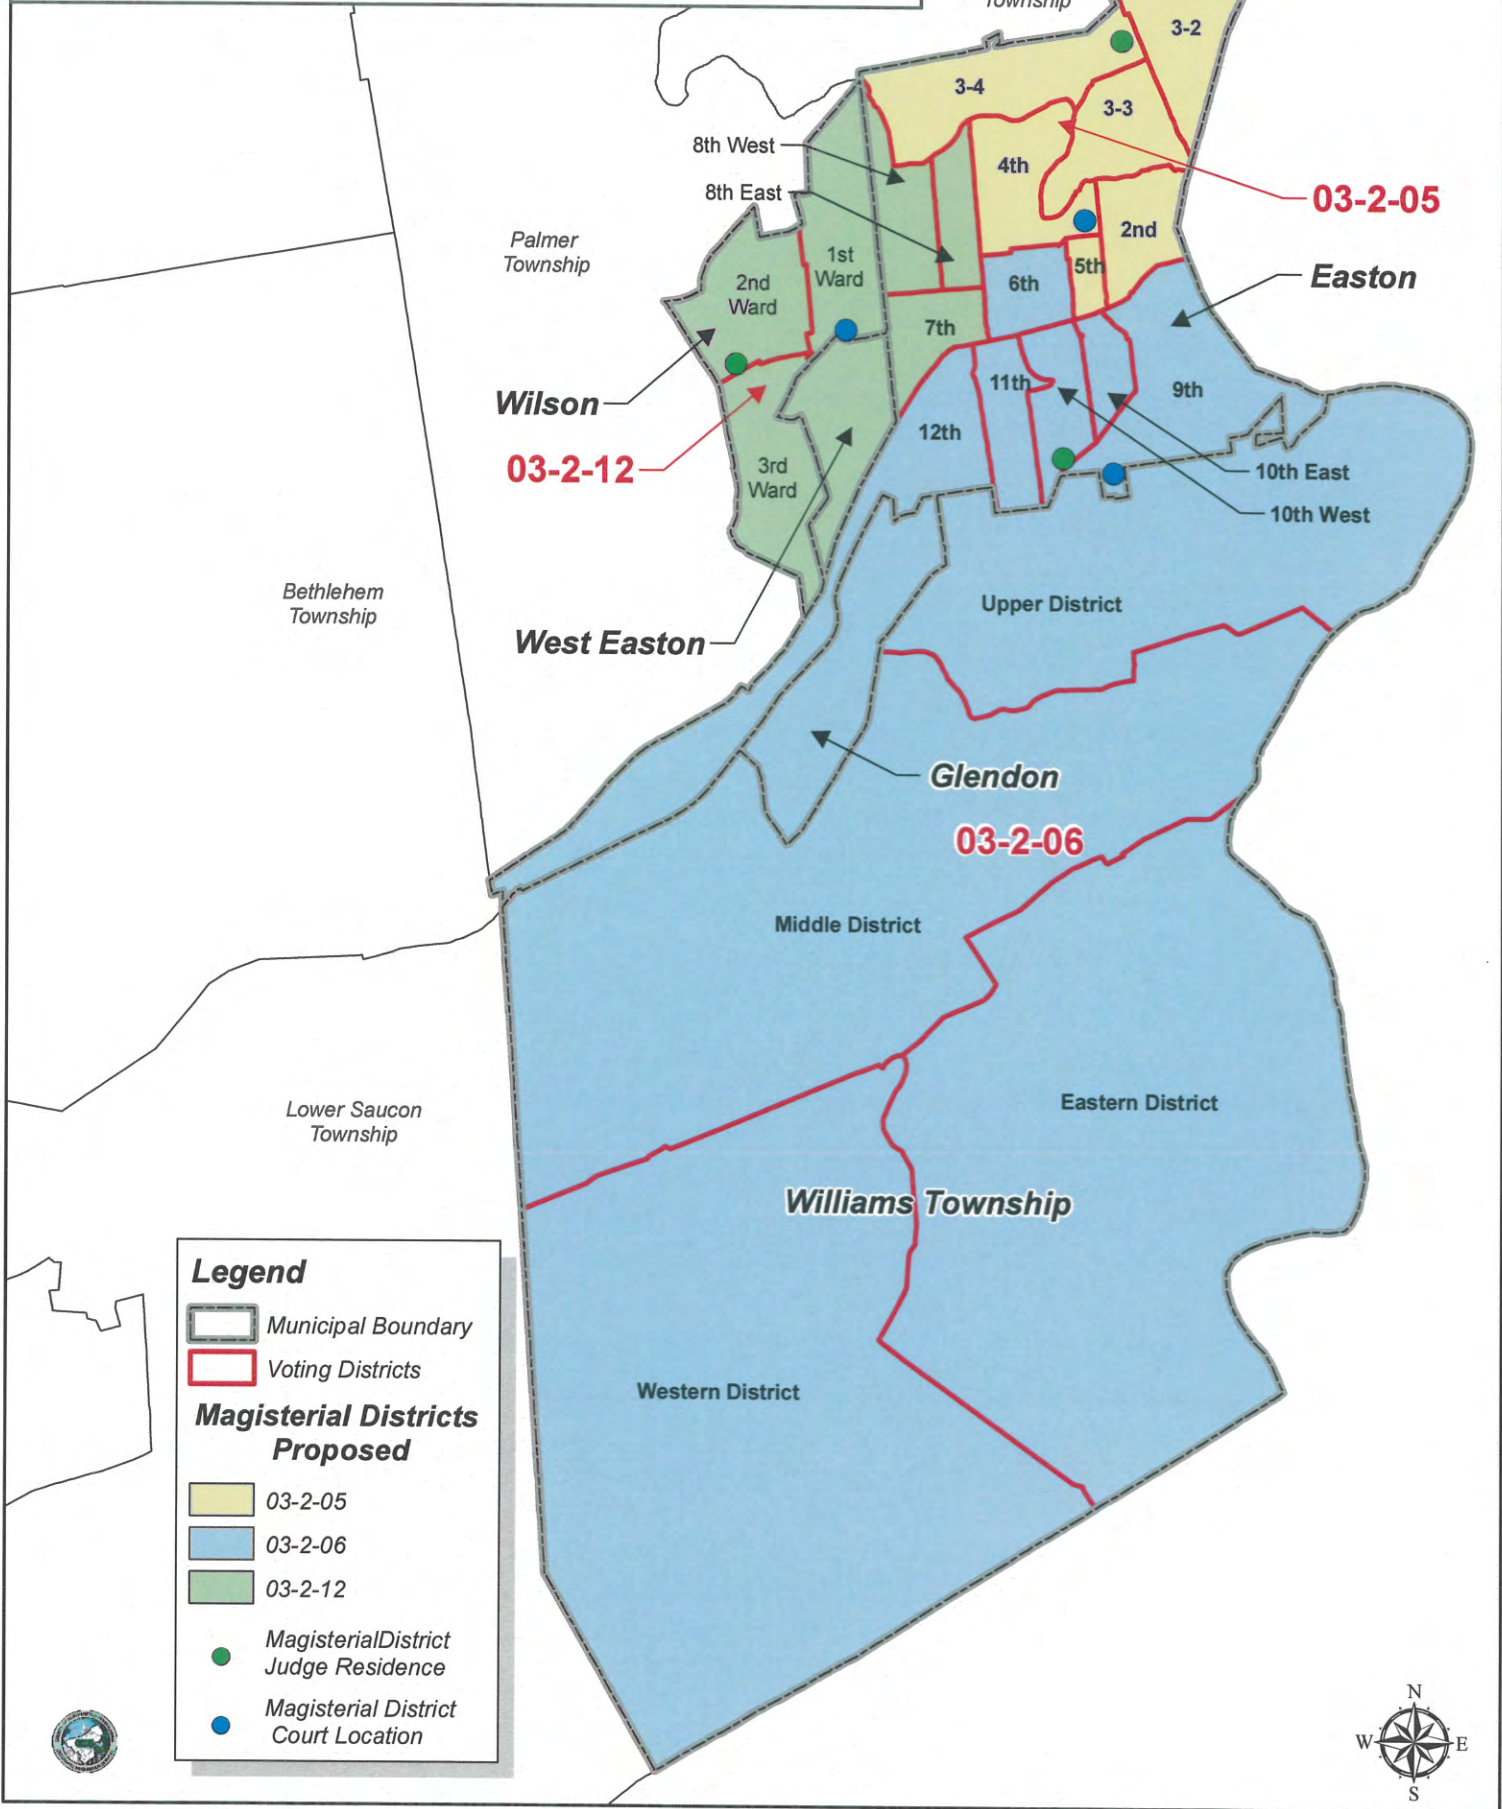 Township
3-2
3-4
3-3
8th West
4th
8th East
03-2-05
2nd
Palmer
Township
1st
Ward
5th
Easton
2nd
Ward
6th
7th
11th
9th
Wilson
12th
03-2-12
3rd
Ward
10th East
10th West
Bethlehem
Township
Upper District
West Easton
Glendon
03-2-06
Middle District
Eastern District
Lower Saucon
Township
Williams Township
Western District
Legend
Municipal Boundary
Voting Districts
Magisterial Districts
Proposed
03-2-05
03-2-06
03-2-12
MagisterialDistrict
Judge Residence
Magisterial District
Court Location
N
W
E
S